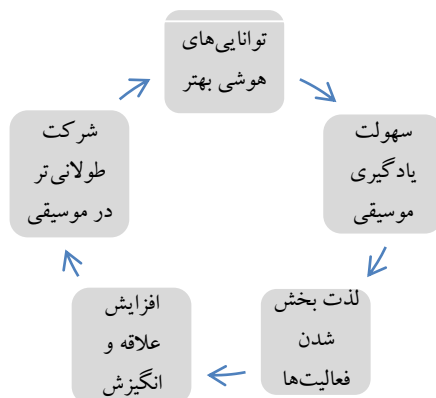 توانایی‌های
هوشی بهتر
سهولت
یادگیری
موسیقی
لذت بخش
شدن
فعالیت‌ها
افزایش
علاقه و
انگیزش
شرکت
طولانی‌تر
در موسیقی